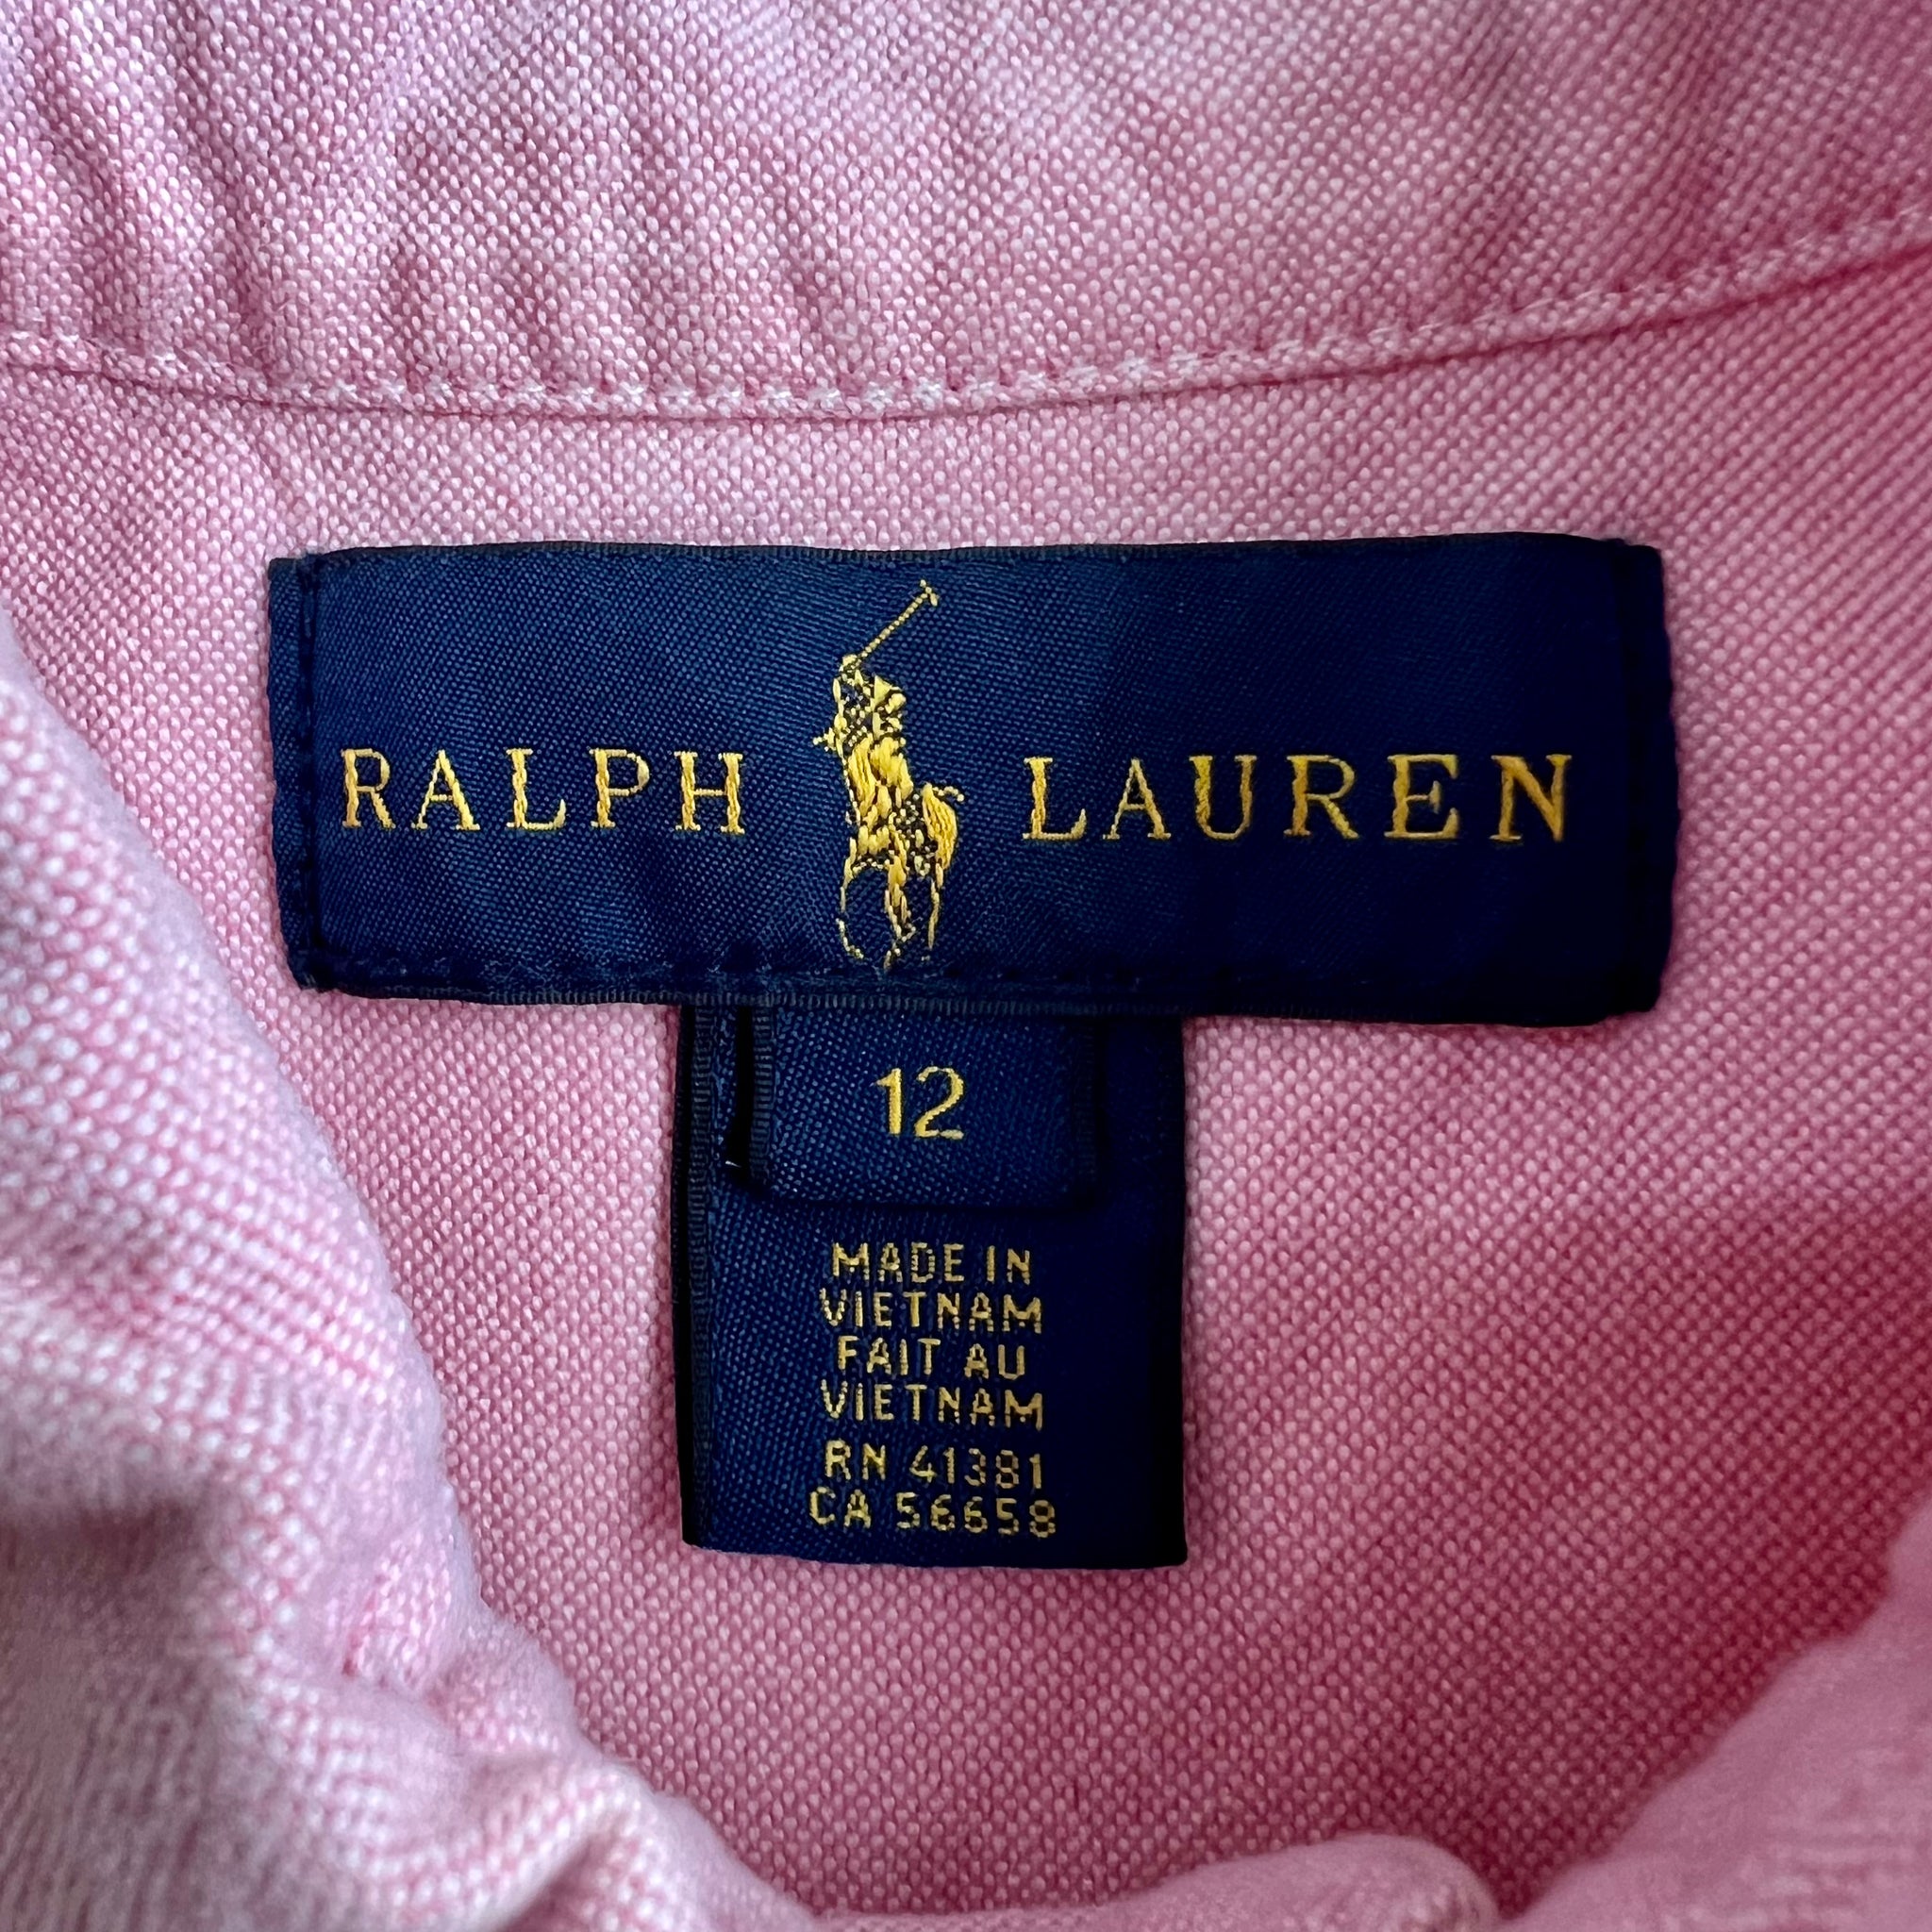 RALPH LAUREN
12
MADE IN
VIETNAM
FAIT AU
VIETNAM
RN 41381
CA 56658